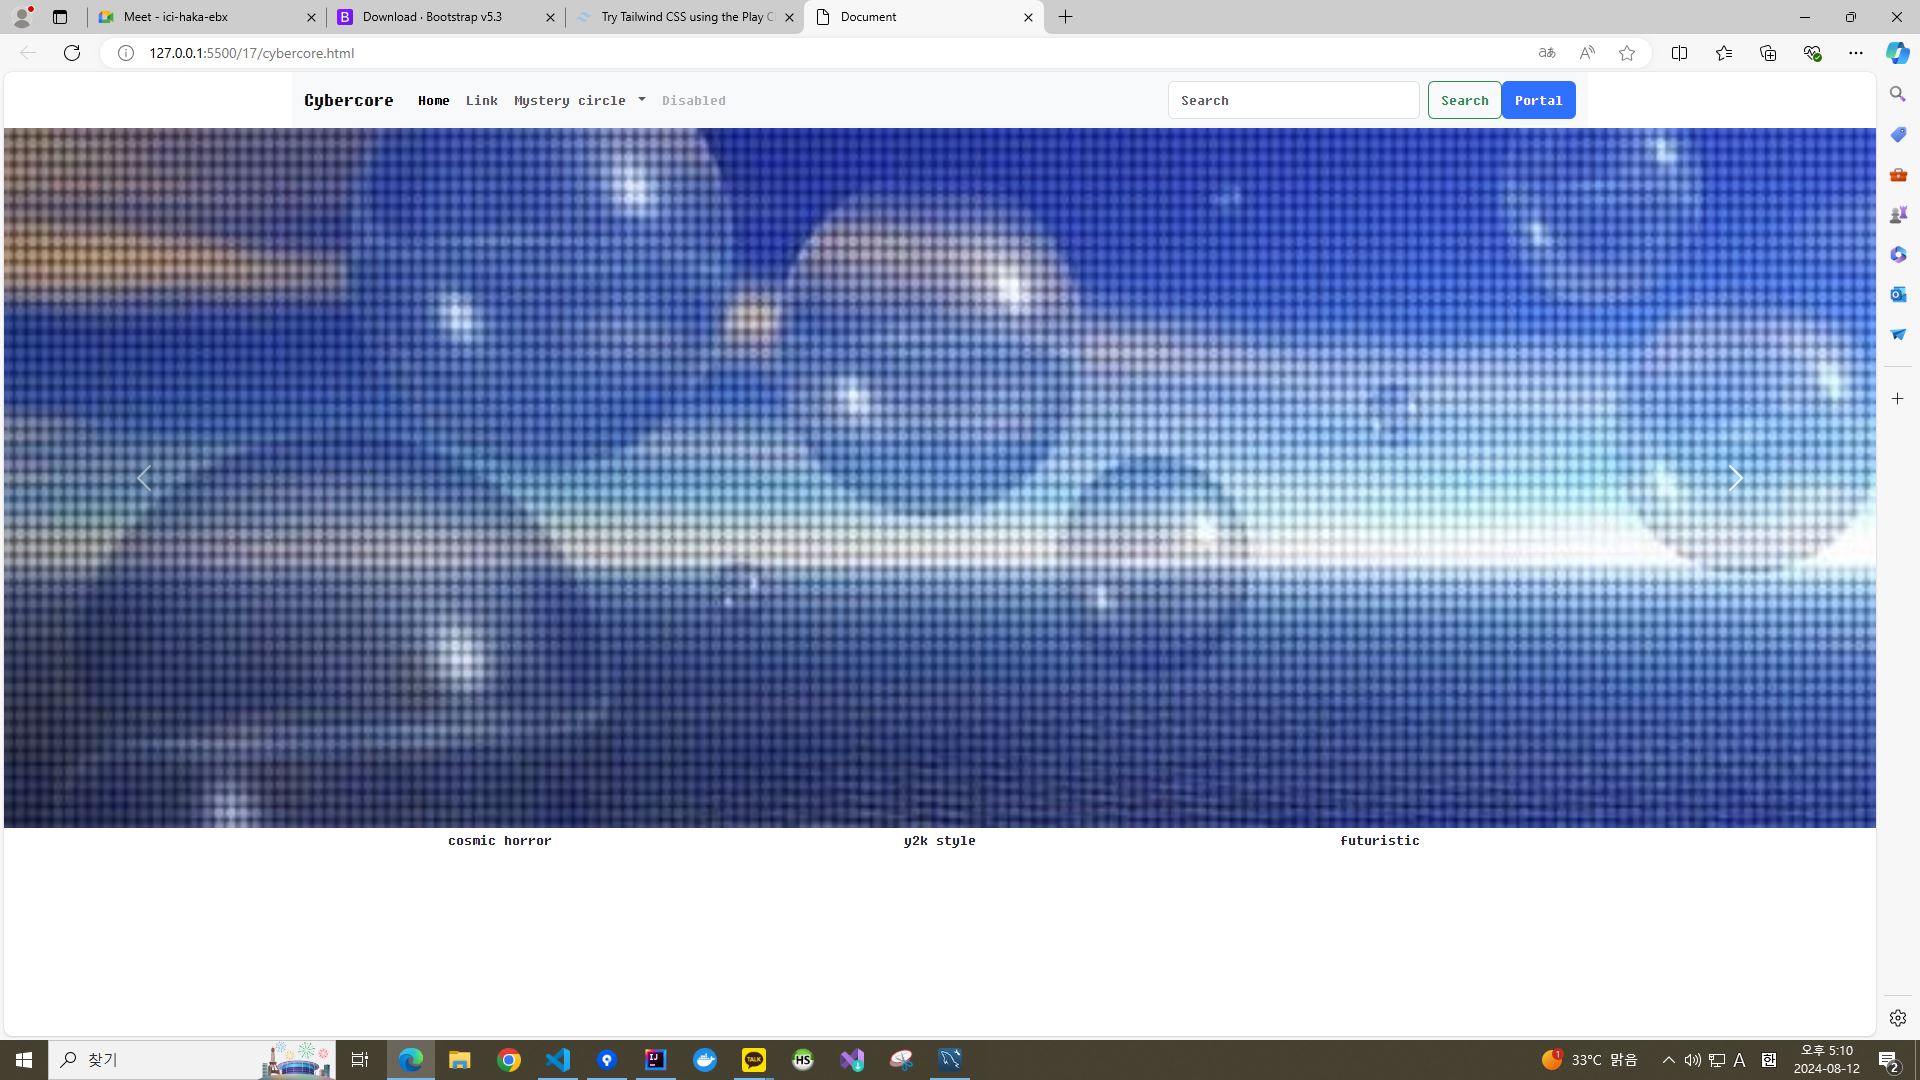 Meet - ici-haka-ebx
Download · Bootstrap v5.3
Try Tailwind CSS using the Play C
Document
127.0.0.1:5500/17/cybercore.html
Cybercore Home Link Mystery circle Disabled Search Search Portal
cosmic horror y2k style futuristic
찾기
33°C 맑음
A 한
오후 5:10
2024-08-12
2